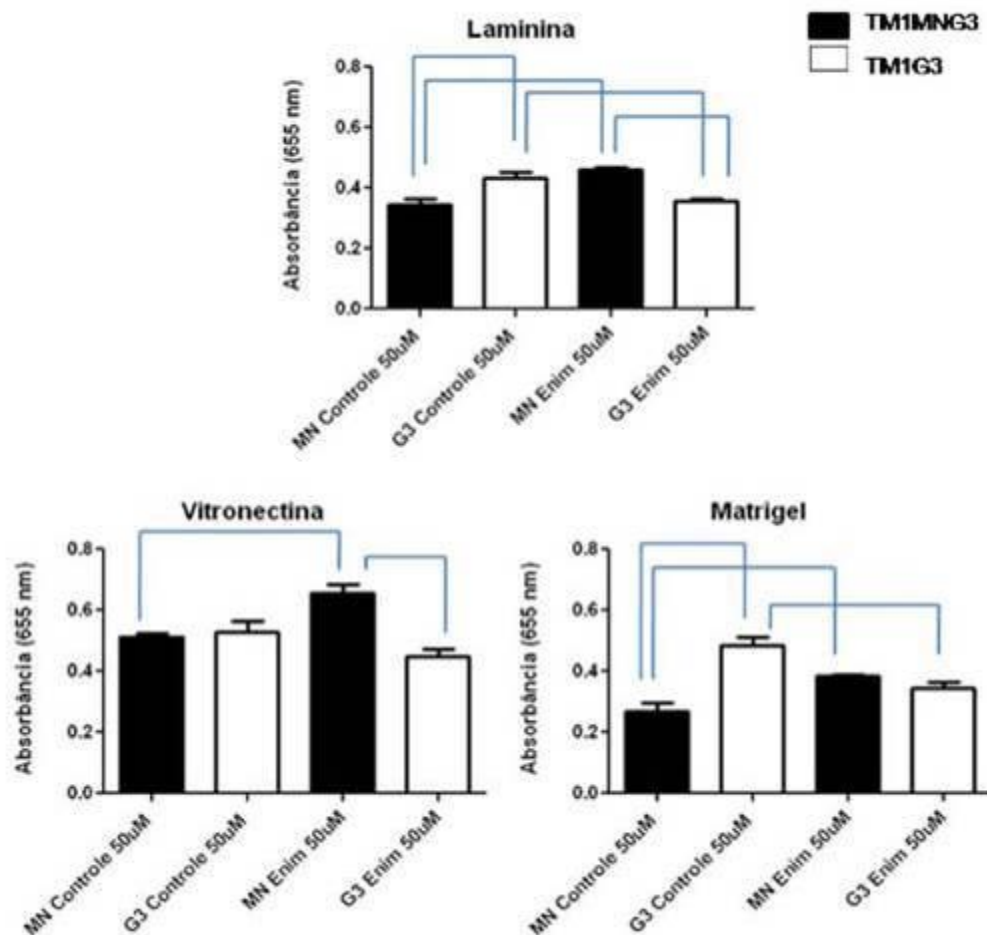 Laminina
TM1MNG3
TM1G3
Absorbância (655 nm)
0.8
0.6
0.4
0.2
0.0
MN Controle 50uM
G3 Controle 50uM
MN Enim 50uM
G3 Enim 50uM
Vitronectina
Absorbância (655 nm)
0.8
0.6
0.4
0.2
0.0
MN Controle 50uM
G3 Controle 50uM
MN Enim 50uM
G3 Enim 50uM
Matrigel
Absorbância (655 nm)
0.8
0.6
0.4
0.2
0.0
MN Controle 50uM
G3 Controle 50uM
MN Enim 50uM
G3 Enim 50uM